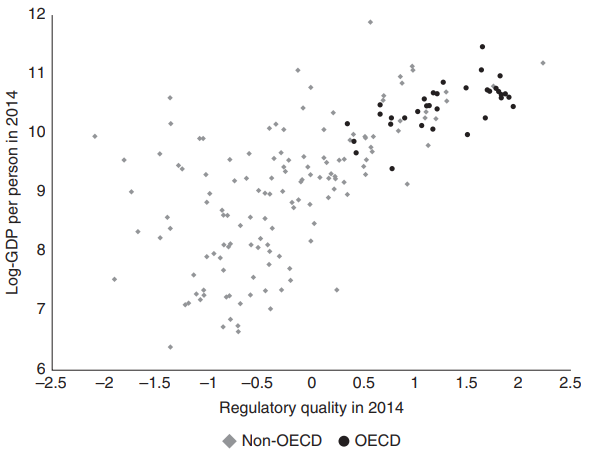 12
11
10
9
8
7
6
Log-GDP per person in 2014
−2.5 −2 −1.5 −1 −0.5 0 0.5 1 1.5 2 2.5
Regulatory quality in 2014
Non-OECD OECD